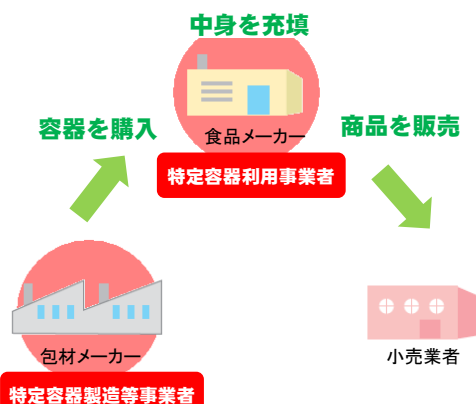 中身を充填
容器を購入
商品を販売
食品メーカー
特定容器利用事業者
包材メーカー
小売業者
特定容器製造等事業者